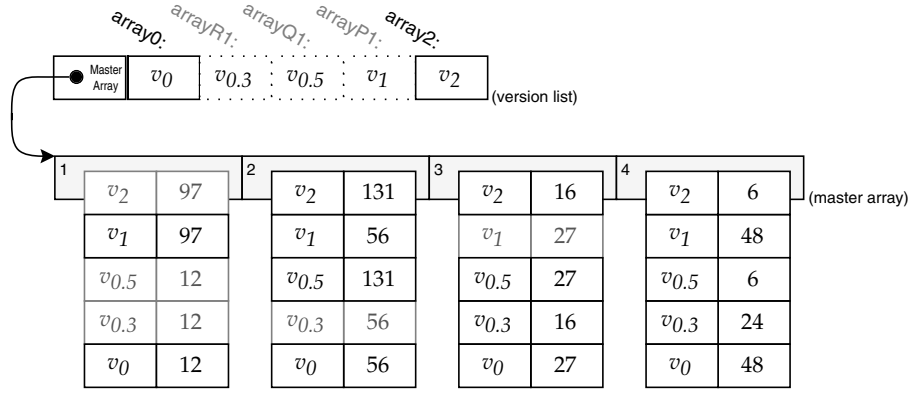 array0: arrayR1: arrayQ1: arrayP1: array2:
Master Array v0 v0.3 v0.5 v1 v2
(version list)
1 2 3 4
(master array)
v2 97 v2 131 v2 16 v2 6
v1 97 v1 56 v1 27 v1 48
v0.5 12 v0.5 131 v0.5 27 v0.5 6
v0.3 12 v0.3 56 v0.3 16 v0.3 24
v0 12 v0 56 v0 27 v0 48